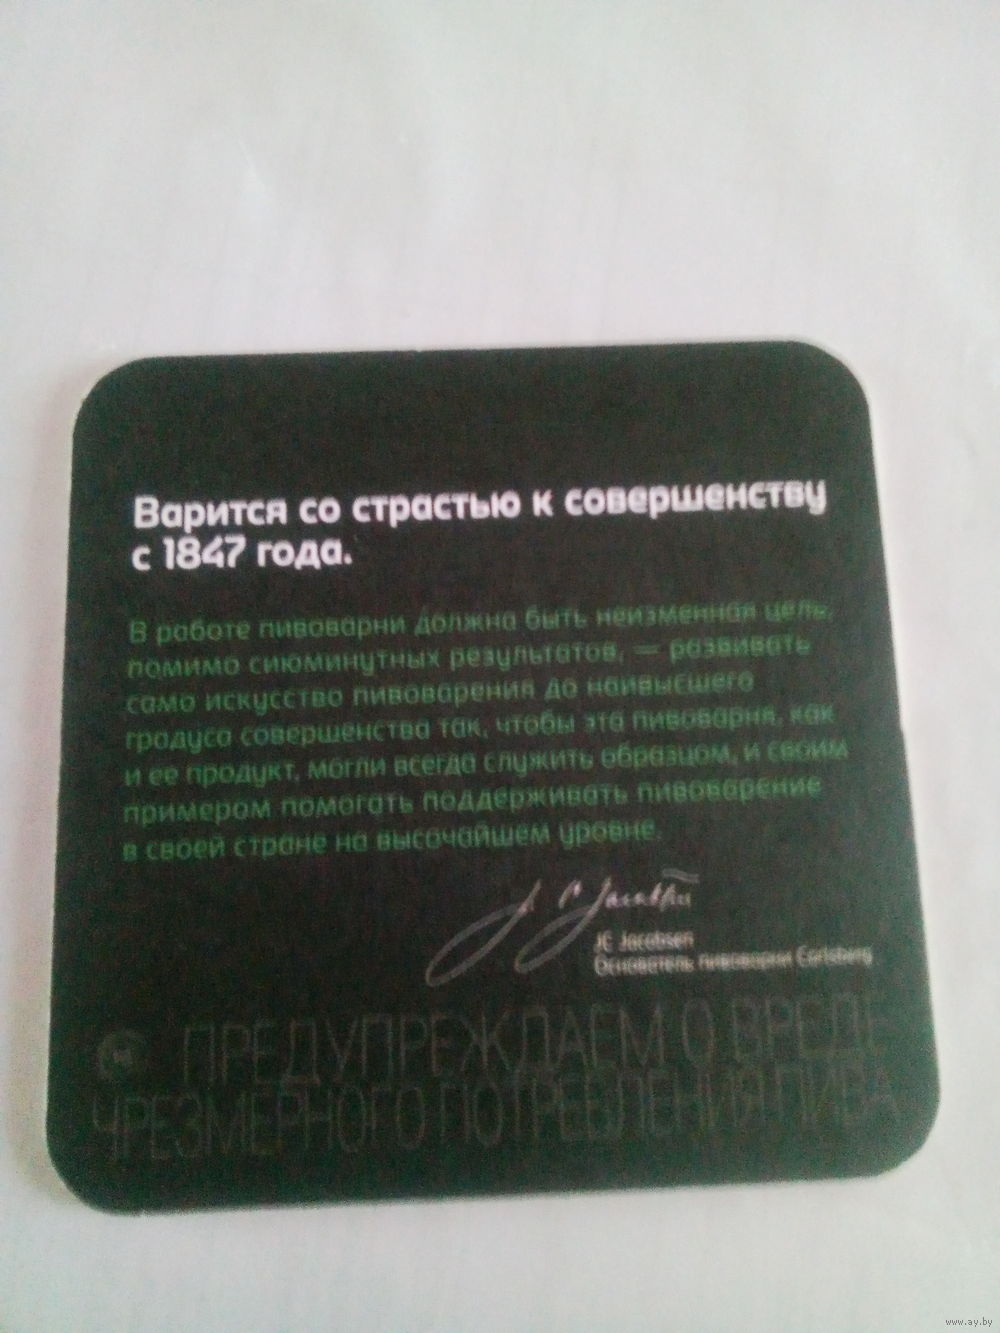 Варится со страстью к совершенству
с 1847 года.
В работе пивоварни должна быть неизменная цель,
помимо сиюминутных результатов, — развивать
само искусство пивоварения до наивысшего
градуса совершенства так, чтобы эта пивоварня, как
и ее продукт, могли всегда служить образцом, и своим
примером помогать поддерживать пивоварение
в своей стране на высочайшем уровне.
J. C. Jacobsen
JC Jacobsen
Основатель пивоварни Carlsberg
ПРЕДУПРЕЖДАЕМ О ВРЕДЕ
ЧРЕЗМЕРНОГО ПОТРЕБЛЕНИЯ ПИВА
www.ay.by